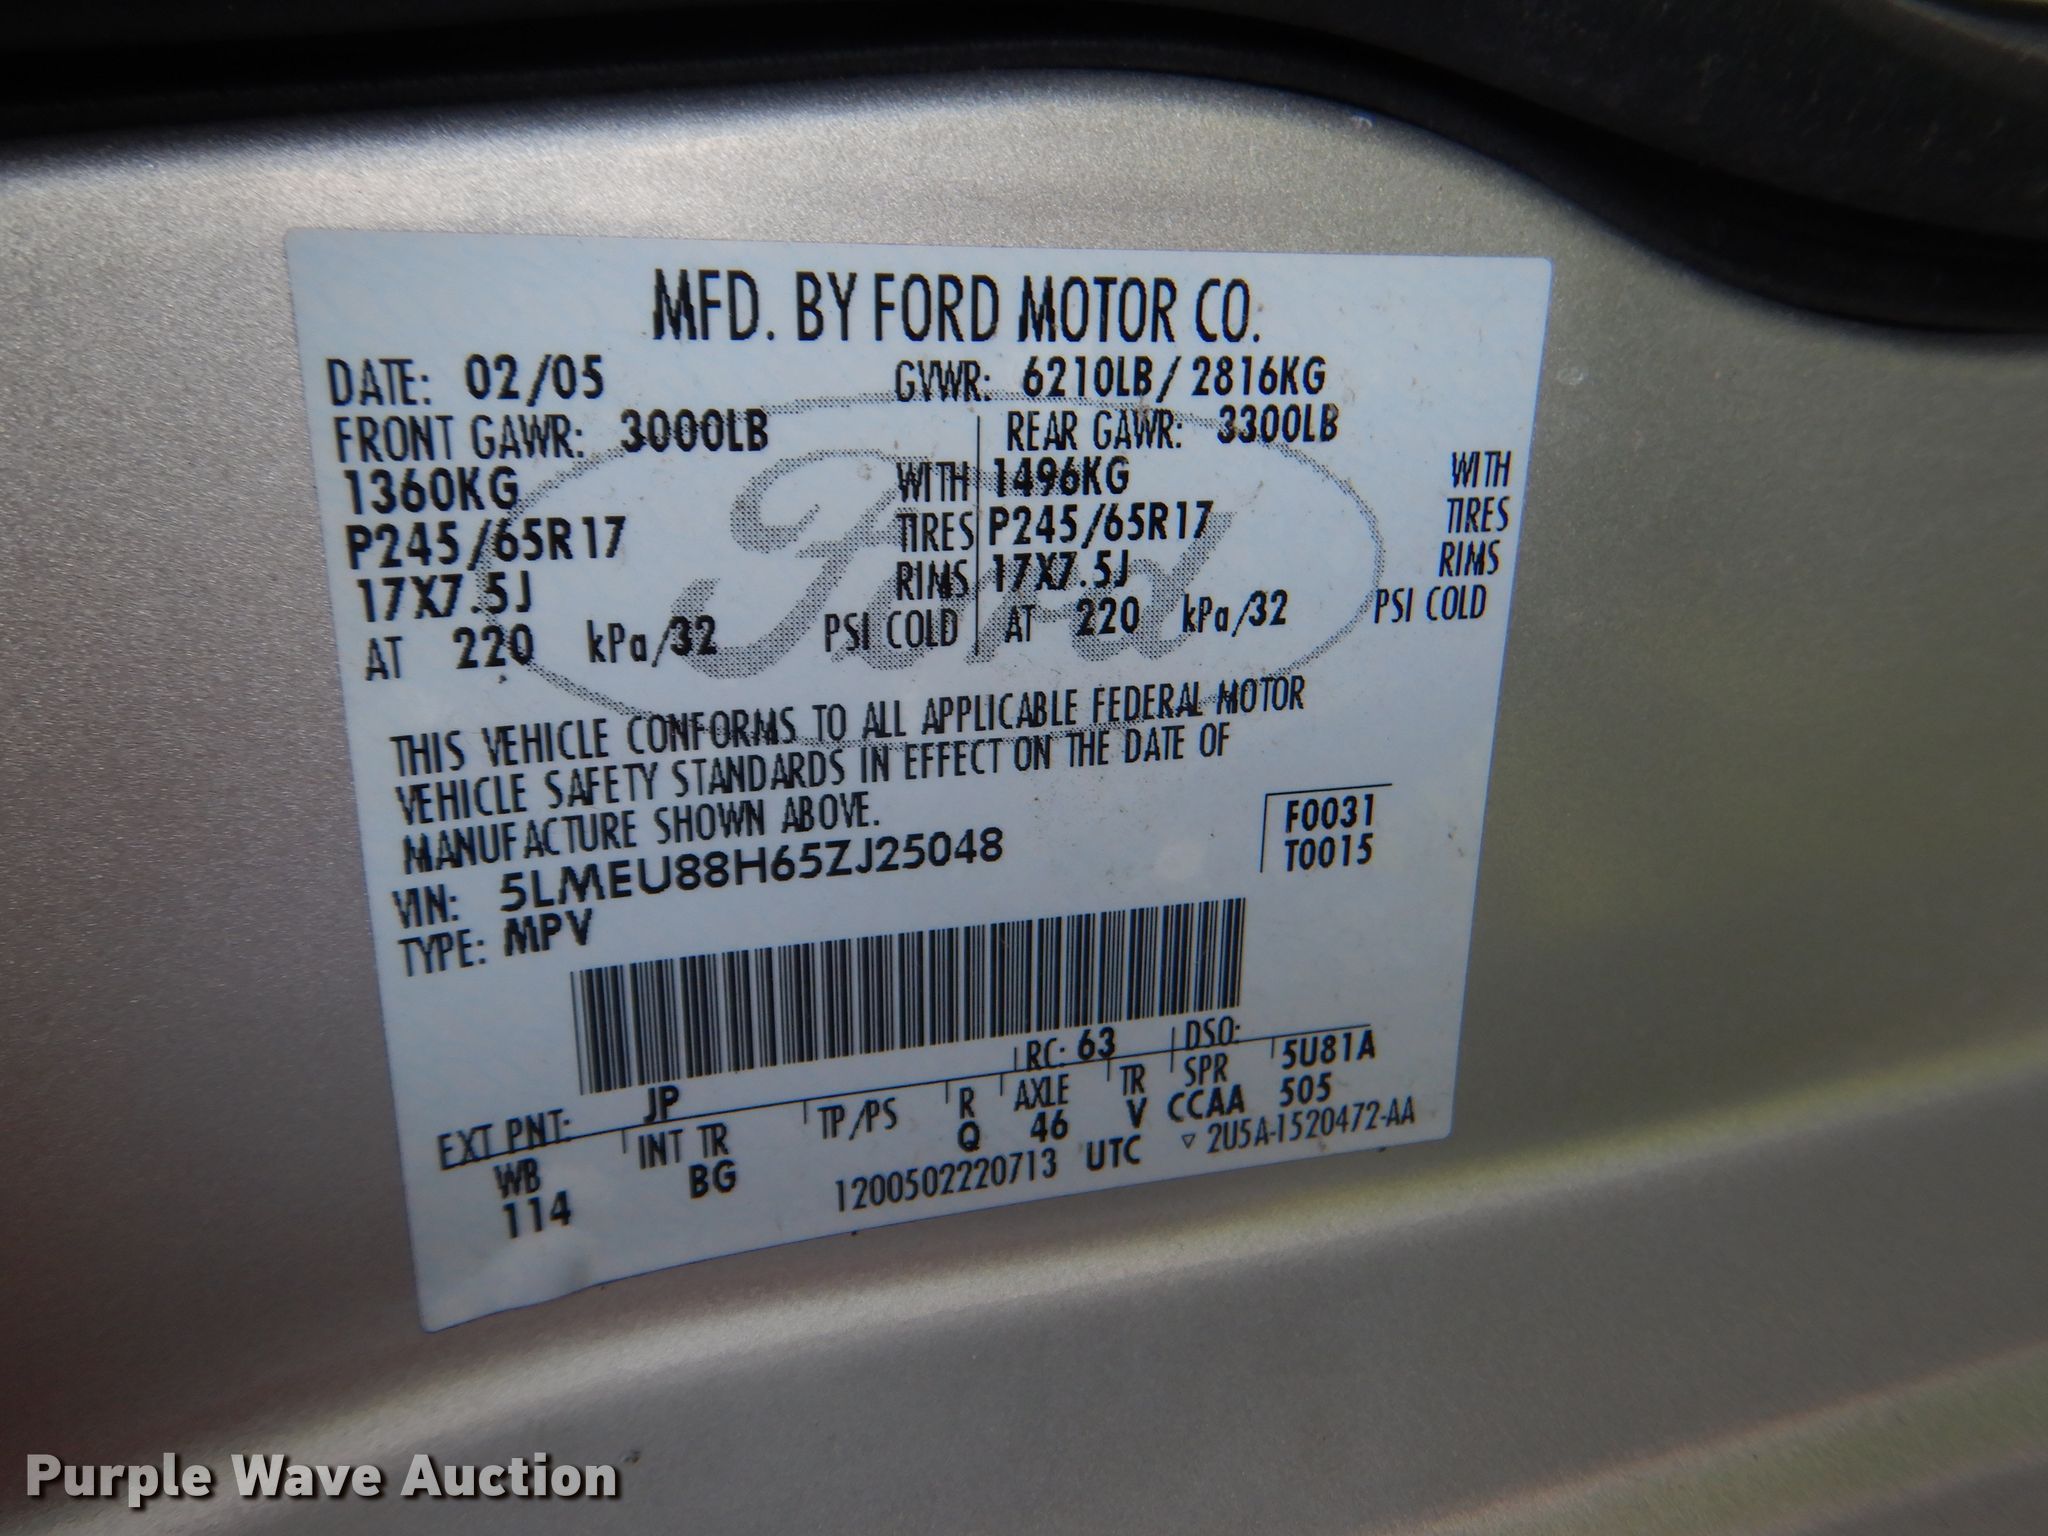 MFD. BY FORD MOTOR CO.
DATE: 02/05 GVWR: 6210LB/ 2816KG
FRONT GAWR: 3000LB REAR GAWR: 3300LB
1360KG WITH 1496KG WITH
P245/65R17 TIRES P245/65R17 TIRES
17X7.5J RIMS 17X7.5J RIMS
AT 220 kPa/32 PSI COLD AT 220 kPa/32 PSI COLD
Ford
THIS VEHICLE CONFORMS TO ALL APPLICABLE FEDERAL MOTOR
VEHICLE SAFETY STANDARDS IN EFFECT ON THE DATE OF
MANUFACTURE SHOWN ABOVE.
VIN: 5LMEU88H65ZJ25048
F0031
T0015
TYPE: MPV
EXT PNT: JP RC: 63 DSO:
WB INT TR TP/PS R AXLE TR SPR 5U81A
114 BG Q 46 V CCAA 505
1200502220713 UTC ▽ 2U5A-1520472-AA
Purple Wave Auction